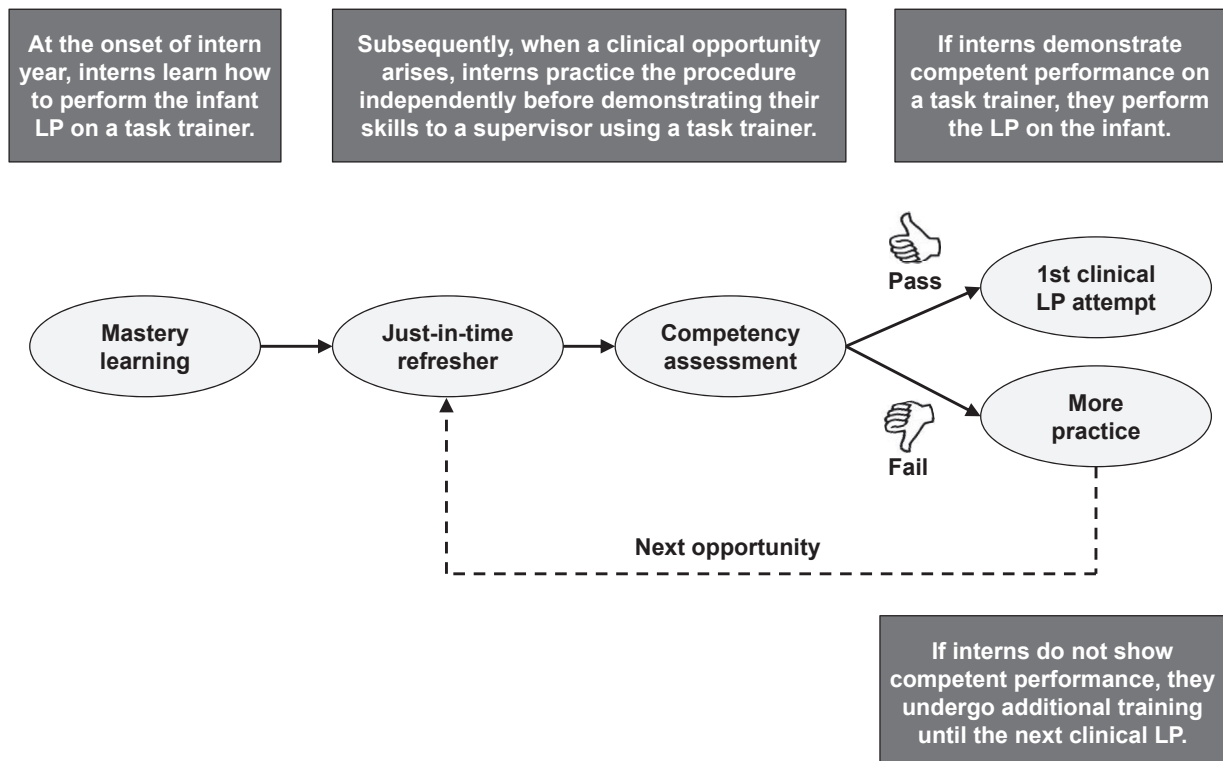 At the onset of intern
year, interns learn how
to perform the infant
LP on a task trainer.
Subsequently, when a clinical opportunity
arises, interns practice the procedure
independently before demonstrating their
skills to a supervisor using a task trainer.
If interns demonstrate
competent performance on
a task trainer, they perform
the LP on the infant.
Mastery
learning
Just-in-time
refresher
Competency
assessment
Pass
Fail
1st clinical
LP attempt
More
practice
Next opportunity
If interns do not show
competent performance, they
undergo additional training
until the next clinical LP.